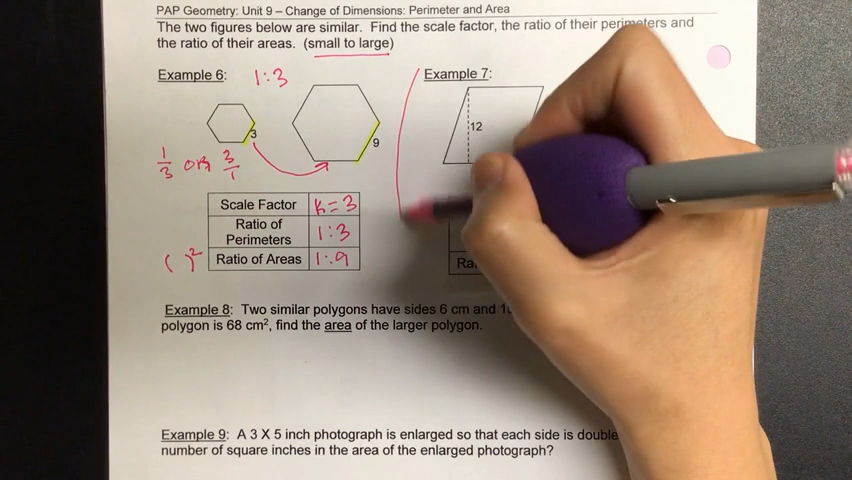 PAP Geometry: Unit 9 – Change of Dimensions: Perimeter and Area
The two figures below are similar. Find the scale factor, the ratio of their perimeters and
the ratio of their areas. (small to large)
Example 6: 1:3
Example 7:
3
9
12
1/3 OR 3/1
Scale Factor K=3
Ratio of Perimeters 1:3
( )² Ratio of Areas 1:9
Example 8: Two similar polygons have sides 6 cm and
polygon is 68 cm², find the area of the larger polygon.
Example 9: A 3 X 5 inch photograph is enlarged so that each side is double
number of square inches in the area of the enlarged photograph?